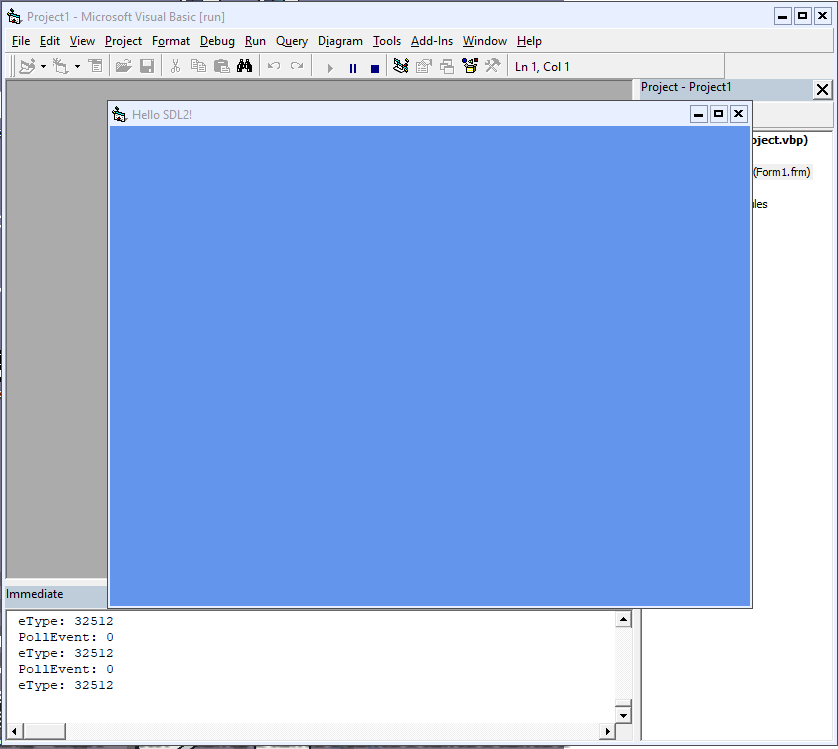 Project1 - Microsoft Visual Basic [run]
File Edit View Project Format Debug Run Query Diagram Tools Add-Ins Window Help
Ln 1, Col 1
Project - Project1
Hello SDL2!
oject.vbp)
(Form1.frm)
ules
Immediate
eType: 32512
PollEvent: 0
eType: 32512
PollEvent: 0
eType: 32512